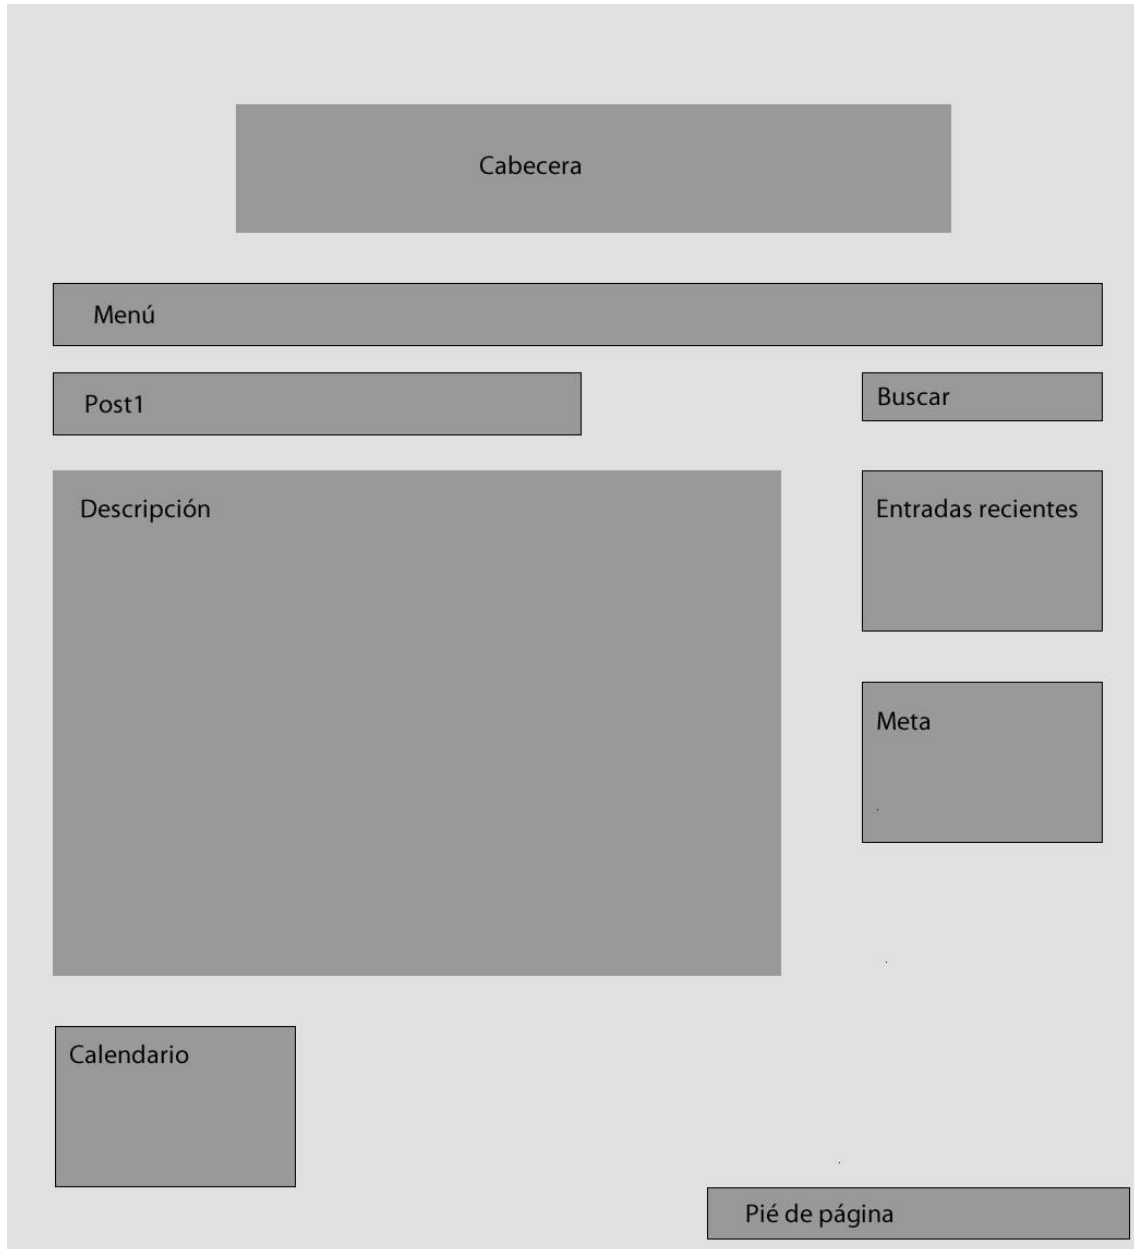 Cabecera
Menú
Post1
Buscar
Descripción
Entradas recientes
Meta
Calendario
Pié de página